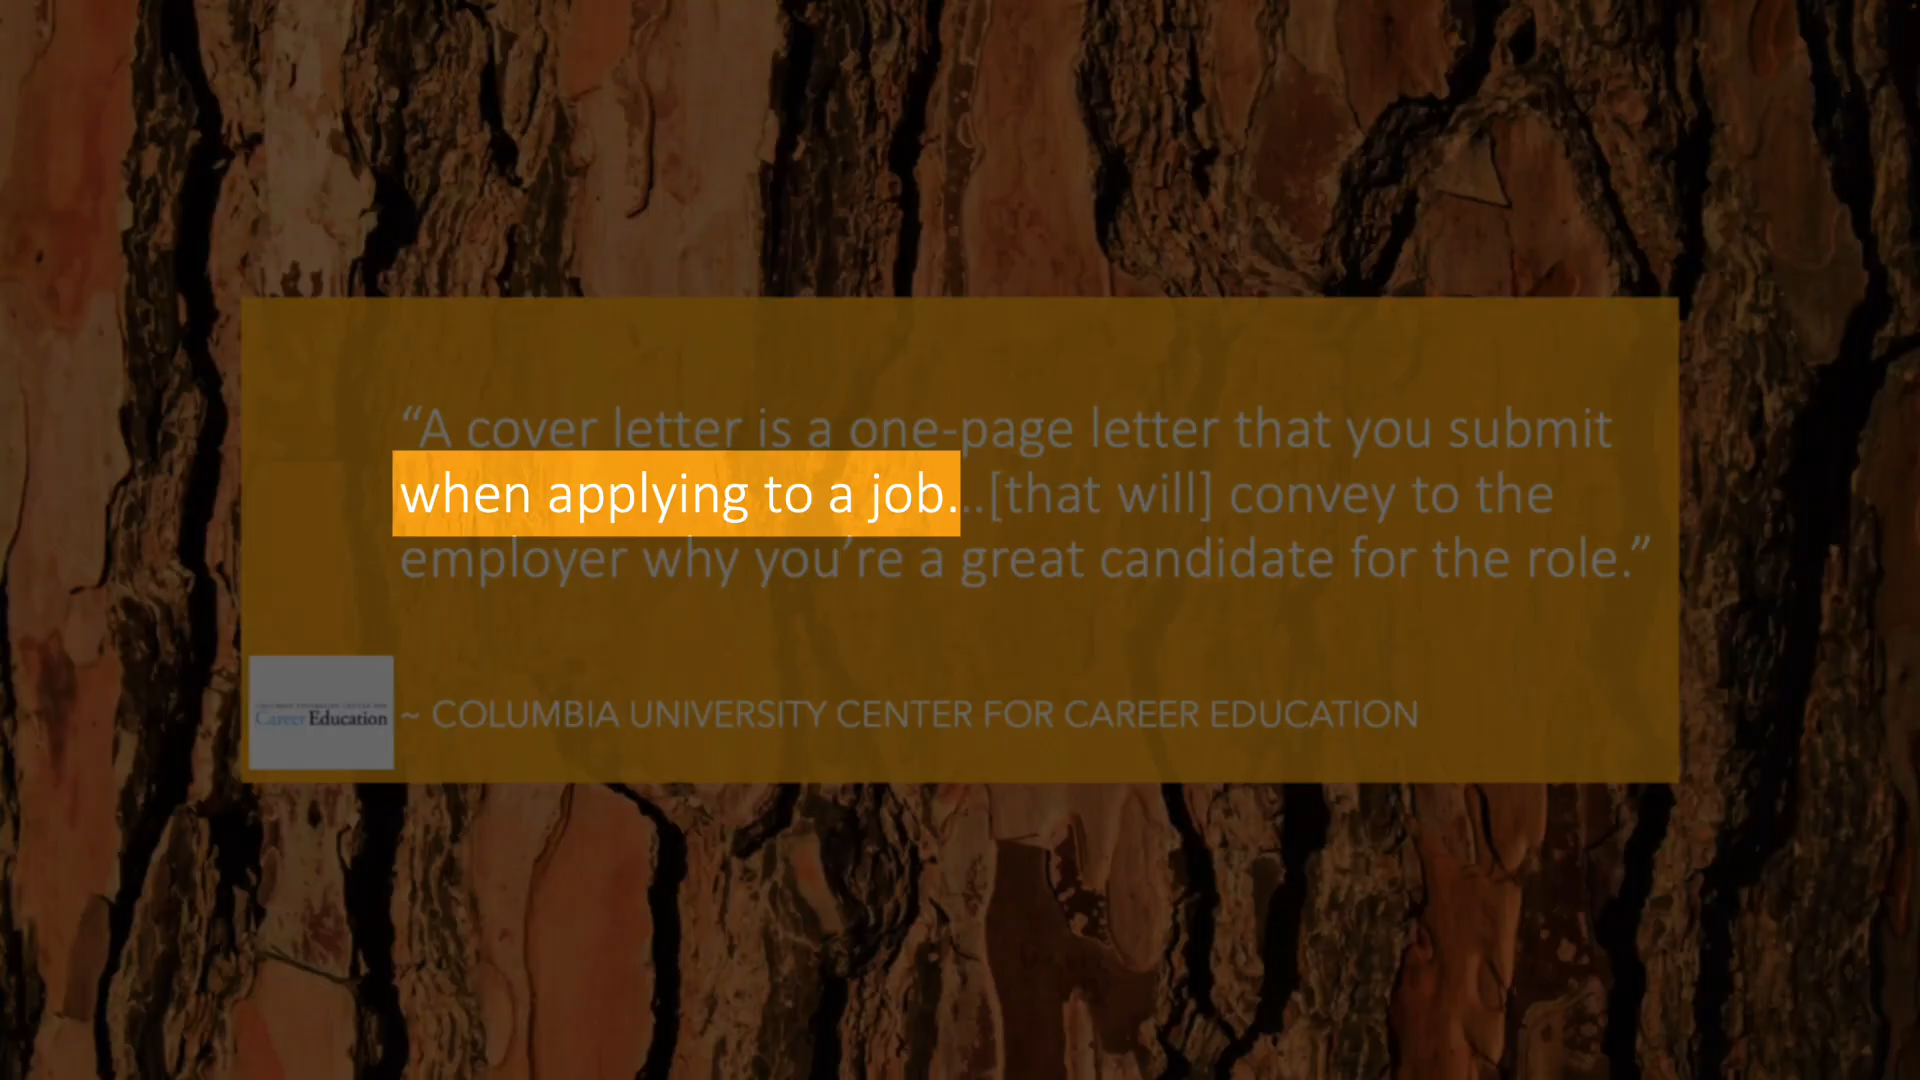 “A cover letter is a one-page letter that you submit
when applying to a job...[that will] convey to the
employer why you’re a great candidate for the role.”
Career Education
~ COLUMBIA UNIVERSITY CENTER FOR CAREER EDUCATION